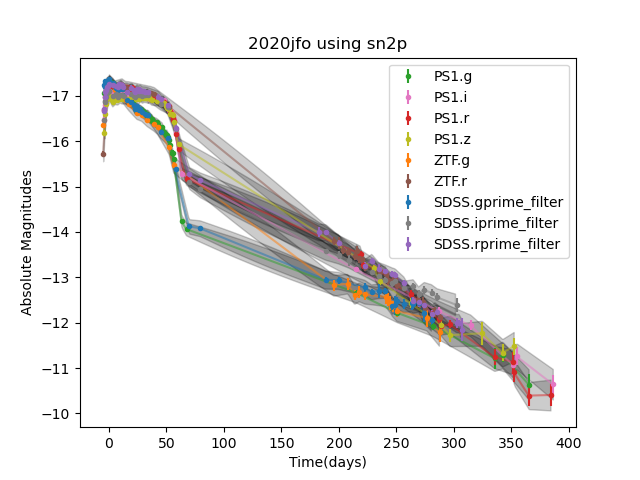 2020jfo using sn2p
Absolute Magnitudes
−17
−16
−15
−14
−13
−12
−11
−10
PS1.g
PS1.i
PS1.r
PS1.z
ZTF.g
ZTF.r
SDSS.gprime_filter
SDSS.iprime_filter
SDSS.rprime_filter
0 50 100 150 200 250 300 350 400
Time(days)